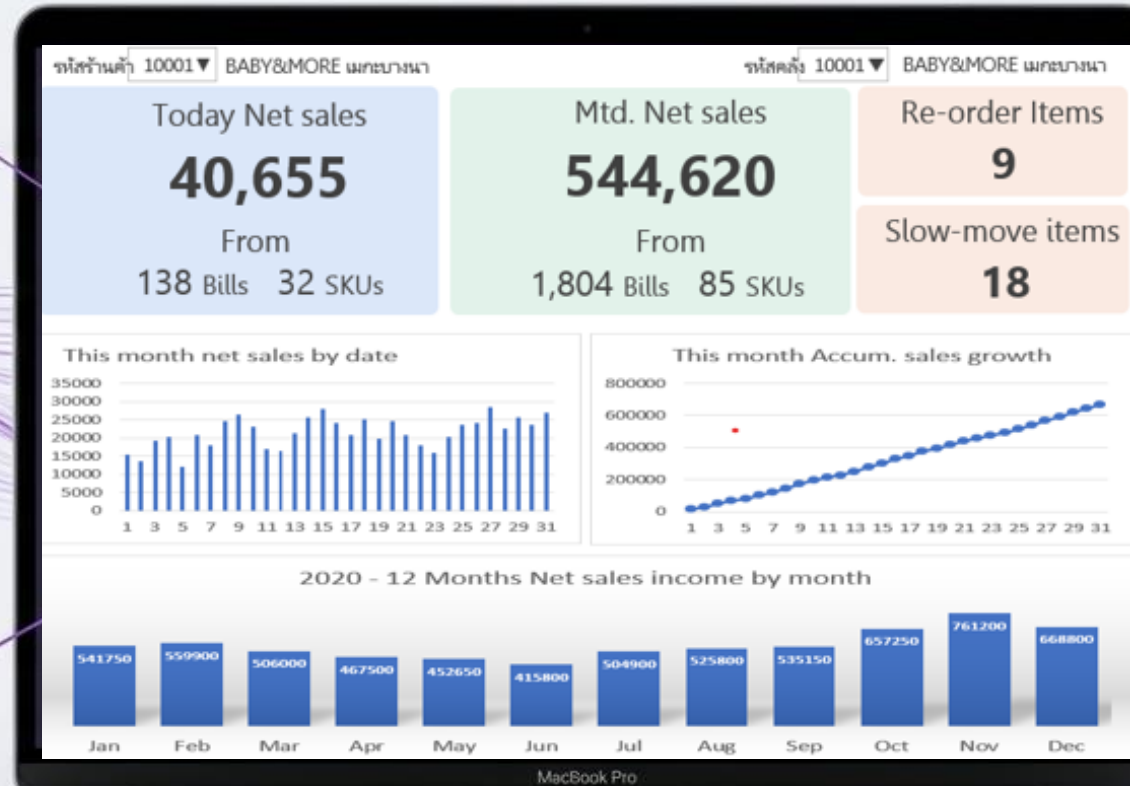 รหัสร้านค้า 10001▼ BABY&MORE เมกะบางนา
รหัสคลัง 10001▼ BABY&MORE เมกะบางนา
Today Net sales
40,655
From
138 Bills 32 SKUs
Mtd. Net sales
544,620
From
1,804 Bills 85 SKUs
Re-order Items
9
Slow-move items
18
This month net sales by date
35000
30000
25000
20000
15000
10000
5000
0
1 3 5 7 9 11 13 15 17 19 21 23 25 27 29 31
This month Accum. sales growth
800000
600000
400000
200000
0
1 3 5 7 9 11 13 15 17 19 21 23 25 27 29 31
2020 - 12 Months Net sales income by month
541750 559900 506000 467500 452650 415800 504900 525800 535150 657250 761200 668800
Jan Feb Mar Apr May Jun Jul Aug Sep Oct Nov Dec
MacBook Pro